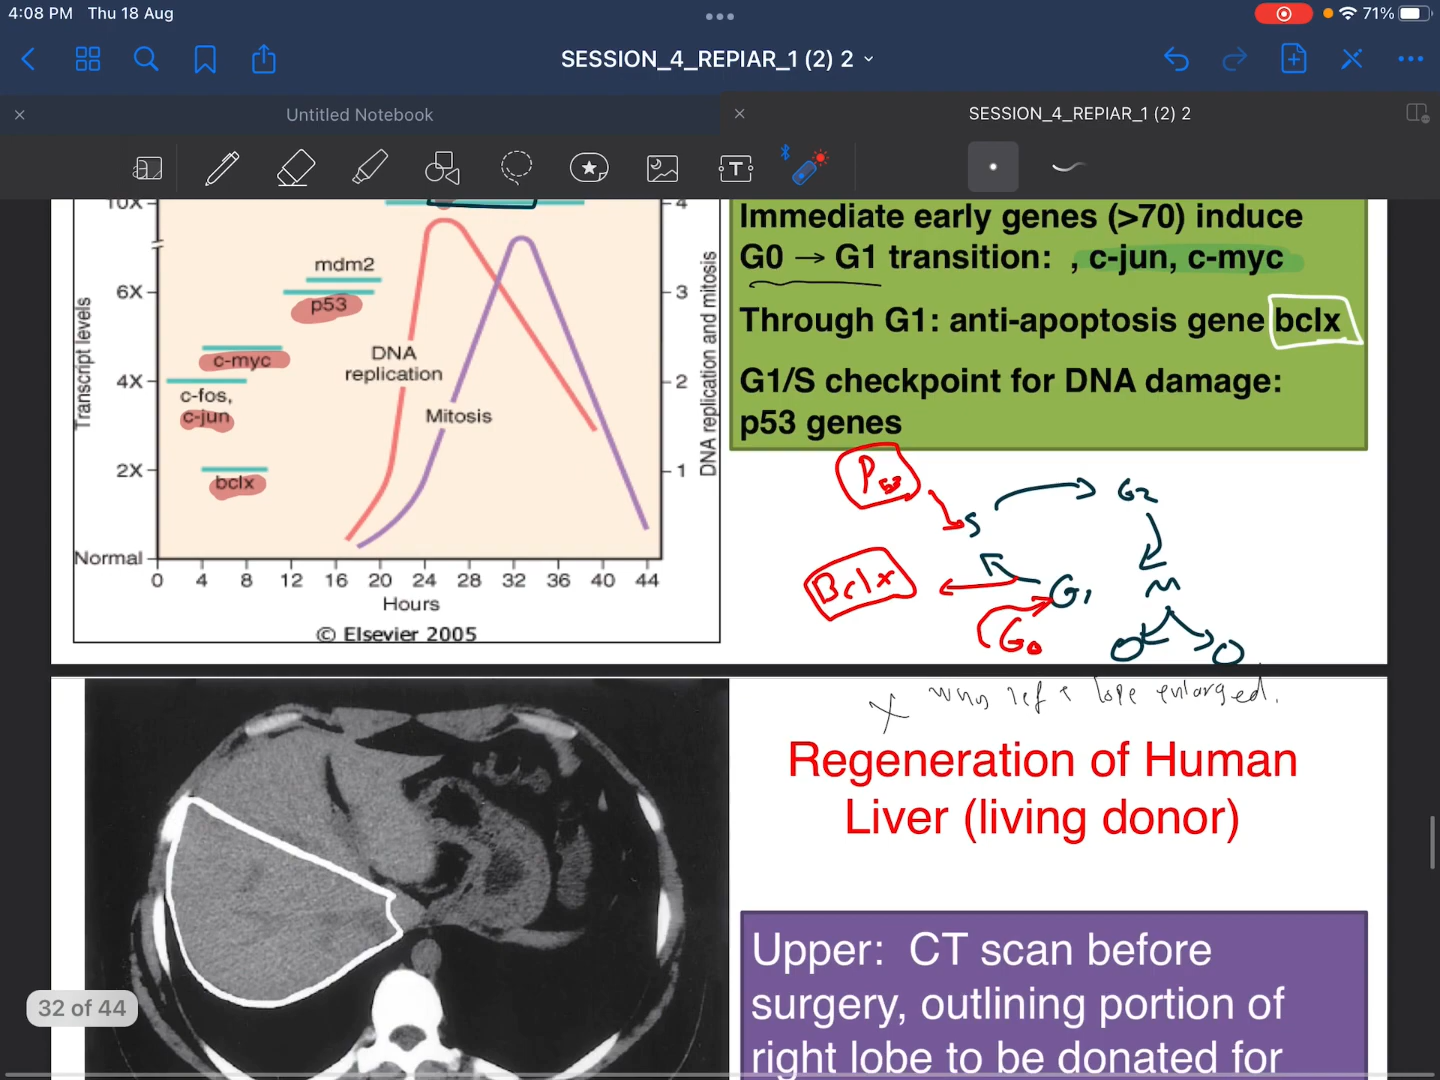 4:08 PM Thu 18 Aug
71%
SESSION_4_REPIAR_1 (2) 2
Untitled Notebook
SESSION_4_REPIAR_1 (2) 2
10X
4
mdm2
6X
3
p53
c-myc
DNA
replication
4X
2
c-fos,
c-jun
Mitosis
2X
1
bclx
Normal
0 4 8 12 16 20 24 28 32 36 40 44
Hours
Transcript levels
DNA replication and mitosis
© Elsevier 2005
Immediate early genes (>70) induce
G0 → G1 transition: , c-jun, c-myc
Through G1: anti-apoptosis gene bclx
G1/S checkpoint for DNA damage:
p53 genes
P53
S
G2
Bclx
G1
M
G0
lobe enlarged.
Regeneration of Human
Liver (living donor)
Upper: CT scan before
surgery, outlining portion of
right lobe to be donated for
32 of 44